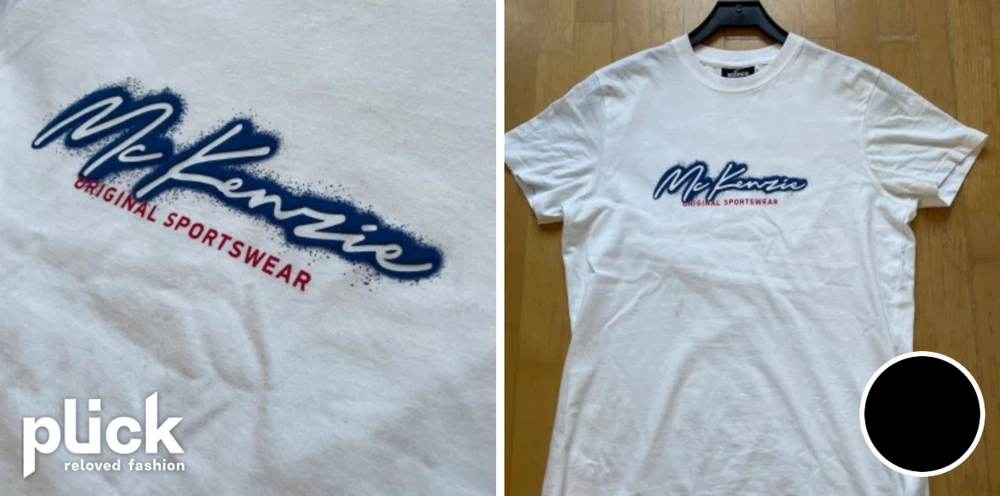 McKenzie
ORIGINAL SPORTSWEAR
plick
reloved fashion
McKenzie
ORIGINAL SPORTSWEAR